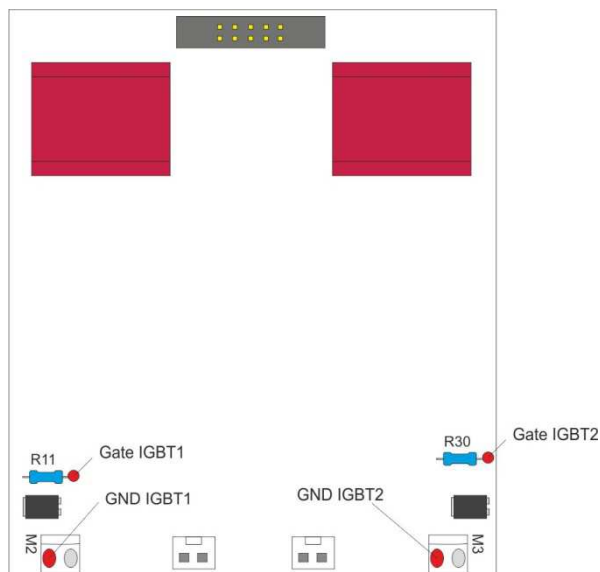 R30
Gate IGBT2
R11
Gate IGBT1
GND IGBT1
GND IGBT2
M2
M3